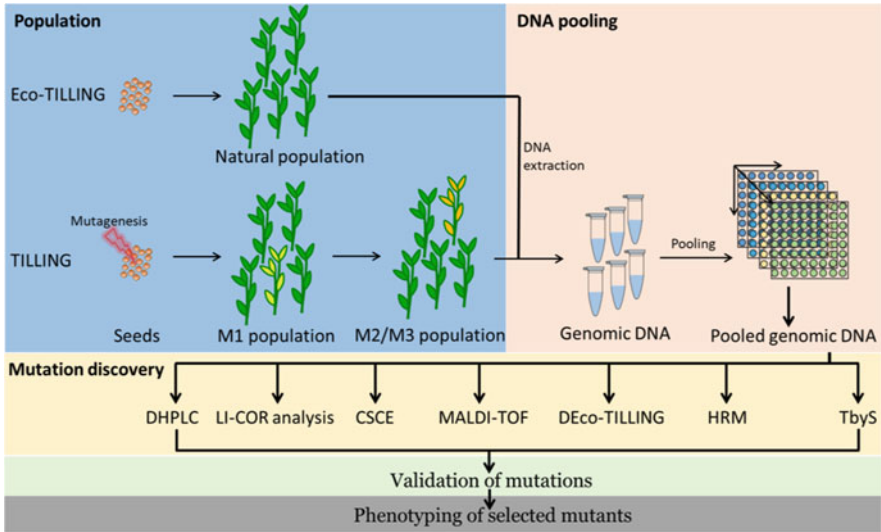 Population
DNA pooling
Eco-TILLING
Natural population
DNA
extraction
Mutagenesis
TILLING
Pooling
Seeds
M1 population
M2/M3 population
Genomic DNA
Pooled genomic DNA
Mutation discovery
DHPLC
LI-COR analysis
CSCE
MALDI-TOF
DEco-TILLING
HRM
TbyS
Validation of mutations
Phenotyping of selected mutants